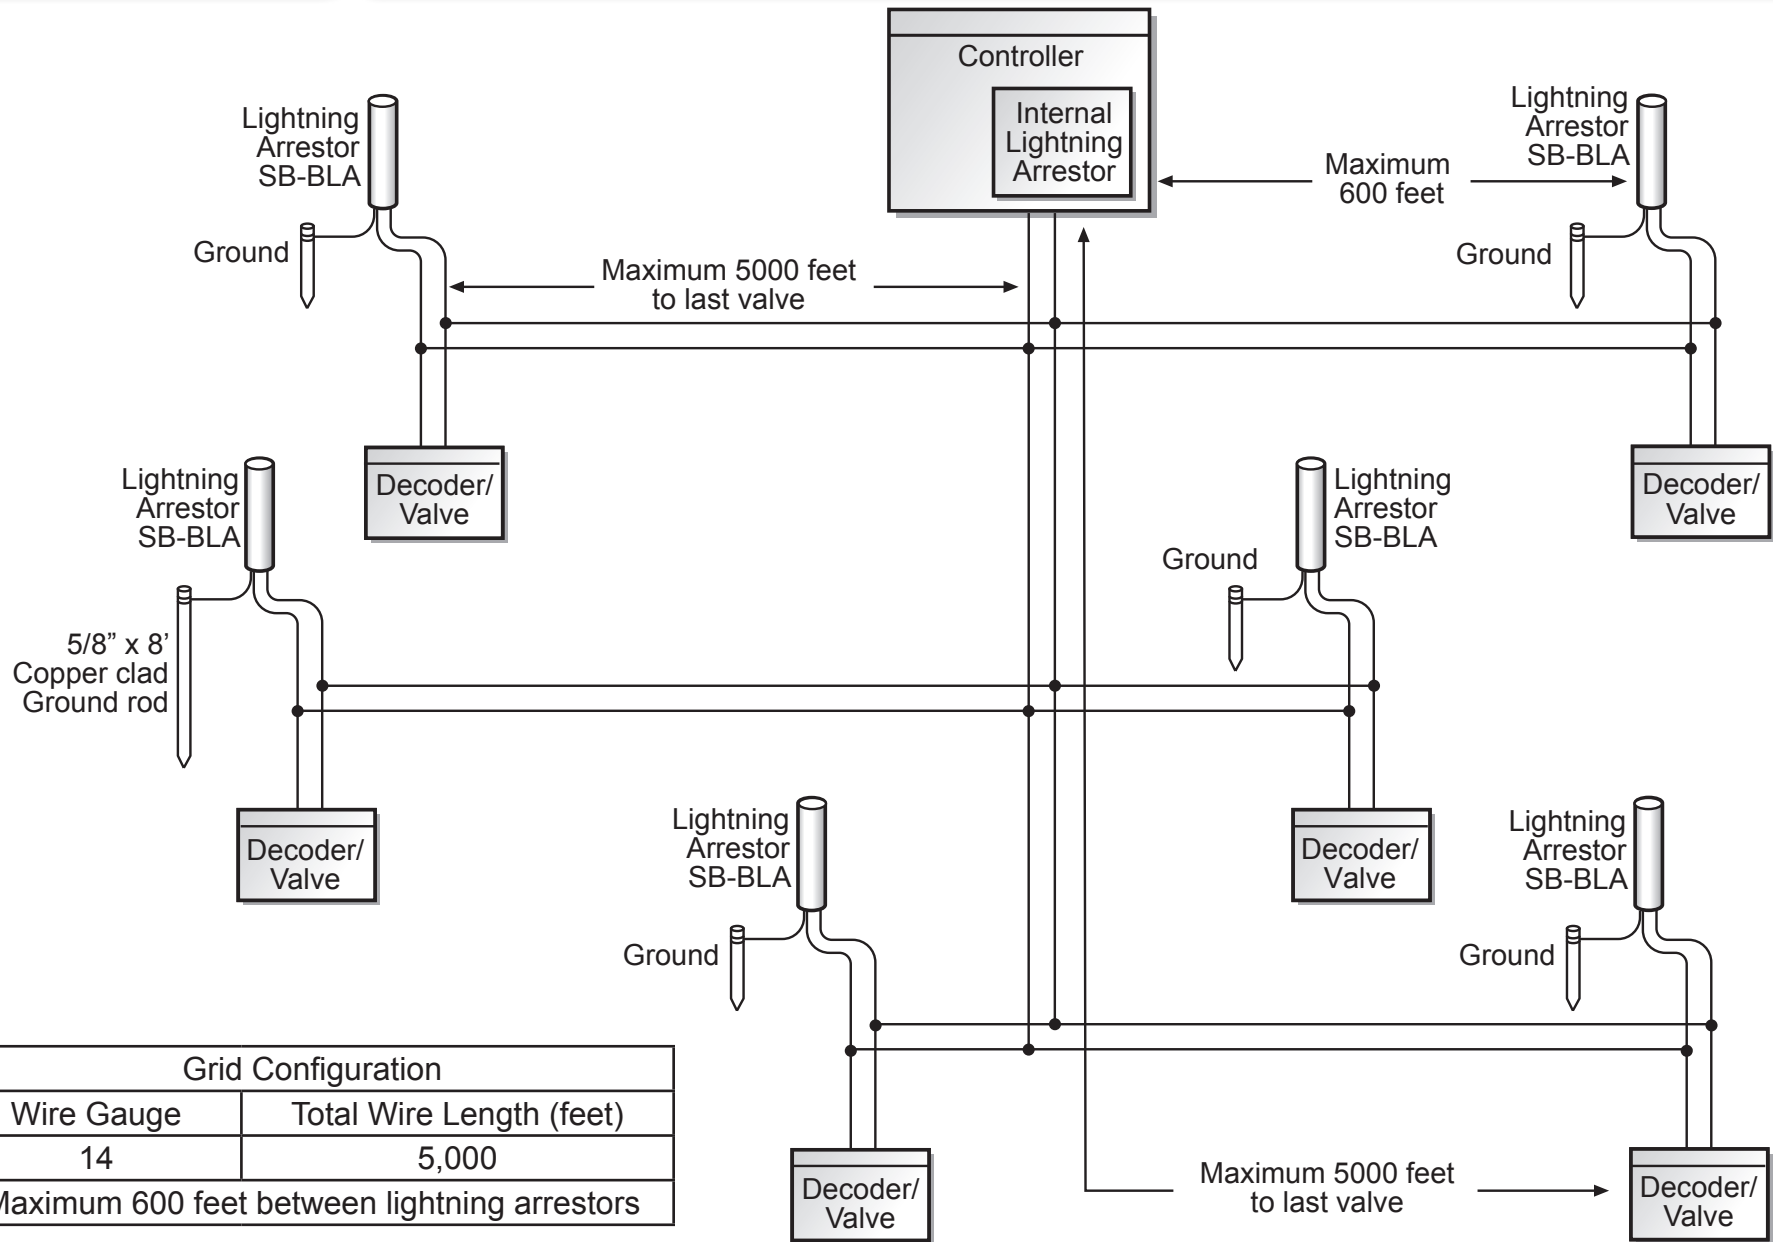 Controller
Internal
Lightning
Arrestor
Lightning
Arrestor
SB-BLA
Ground
Maximum 5000 feet
to last valve
Maximum
600 feet
Lightning
Arrestor
SB-BLA
Ground
Decoder/
Valve
Decoder/
Valve
Lightning
Arrestor
SB-BLA
5/8” x 8’
Copper clad
Ground rod
Decoder/
Valve
Lightning
Arrestor
SB-BLA
Ground
Decoder/
Valve
Lightning
Arrestor
SB-BLA
Ground
Decoder/
Valve
Lightning
Arrestor
SB-BLA
Ground
Maximum 5000 feet
to last valve
Decoder/
Valve
Grid Configuration
Wire Gauge Total Wire Length (feet)
14 5,000
Maximum 600 feet between lightning arrestors